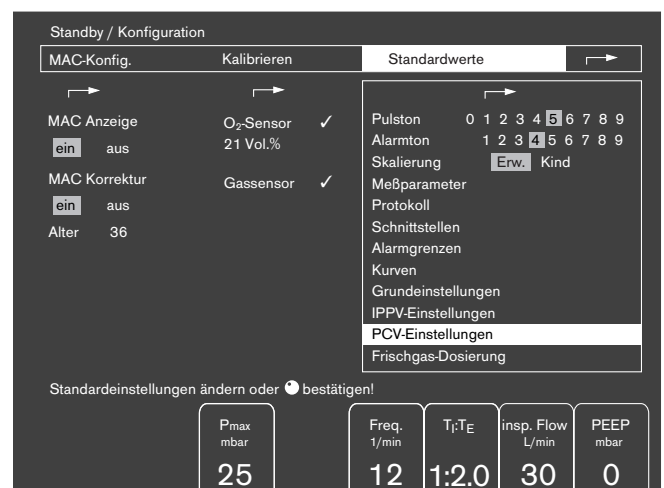 Standby / Konfiguration
MAC-Konfig. Kalibrieren Standardwerte
MAC Anzeige
ein aus
MAC Korrektur
ein aus
Alter 36
O₂-Sensor ✓
21 Vol.%
Gassensor ✓
Pulston 0 1 2 3 4 5 6 7 8 9
Alarmton 1 2 3 4 5 6 7 8 9
Skalierung Erw. Kind
Meßparameter
Protokoll
Schnittstellen
Alarmgrenzen
Kurven
Grundeinstellungen
IPPV-Einstellungen
PCV-Einstellungen
Frischgas-Dosierung
Standardeinstellungen ändern oder bestätigen!
Pmax
mbar
25
Freq.
1/min
12
TI:TE
1:2.0
insp. Flow
L/min
30
PEEP
mbar
0